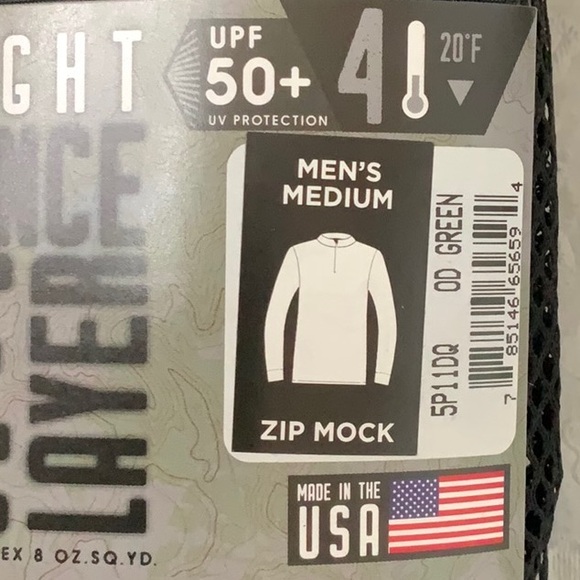 GHT
UPF
50+
UV PROTECTION
4
20°F
MEN'S
MEDIUM
ZIP MOCK
5P11DQ OD GREEN
7 85146 65659 4
LAYER
EX 8 OZ.SQ.YD.
MADE IN THE
USA